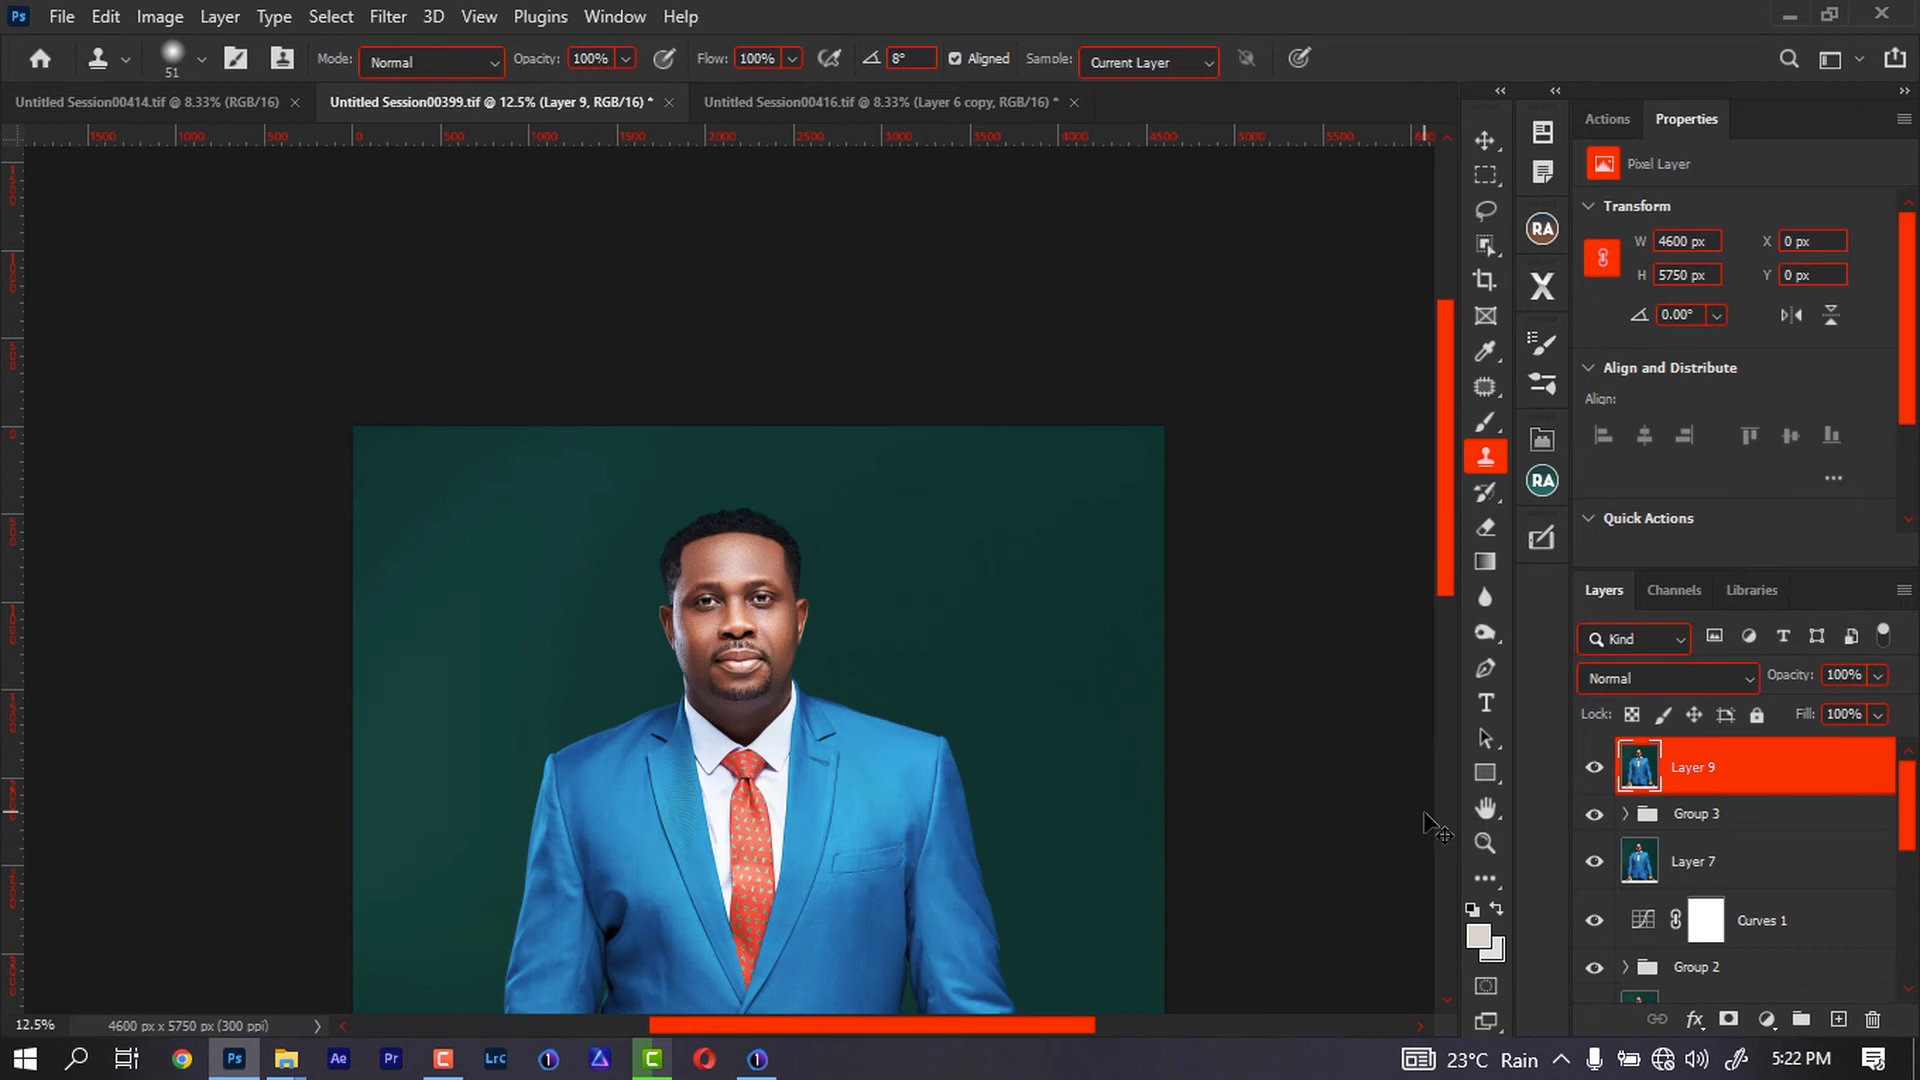 Ps File Edit Image Layer Type Select Filter 3D View Plugins Window Help
51 Mode: Normal Opacity: 100% Flow: 100% 8° Aligned Sample: Current Layer
Untitled Session00414.tif @ 8.33% (RGB/16) × Untitled Session00399.tif @ 12.5% (Layer 9, RGB/16) * × Untitled Session00416.tif @ 8.33% (Layer 6 copy, RGB/16) * ×
1500 1000 500 0 500 1000 1500 2000 2500 3000 3500 4000 4500 5000 5500
Actions Properties
Pixel Layer
Transform
W 4600 px X 0 px
H 5750 px Y 0 px
0.00°
Align and Distribute
Align:
Quick Actions
RA
X
RA
T
Layers Channels Libraries
Kind
Normal Opacity: 100%
Lock: Fill: 100%
Layer 9
Group 3
Layer 7
Curves 1
Group 2
fx
12.5% 4600 px x 5750 px (300 ppi)
Ps Ae Pr C Lrc C 23°C Rain 5:22 PM